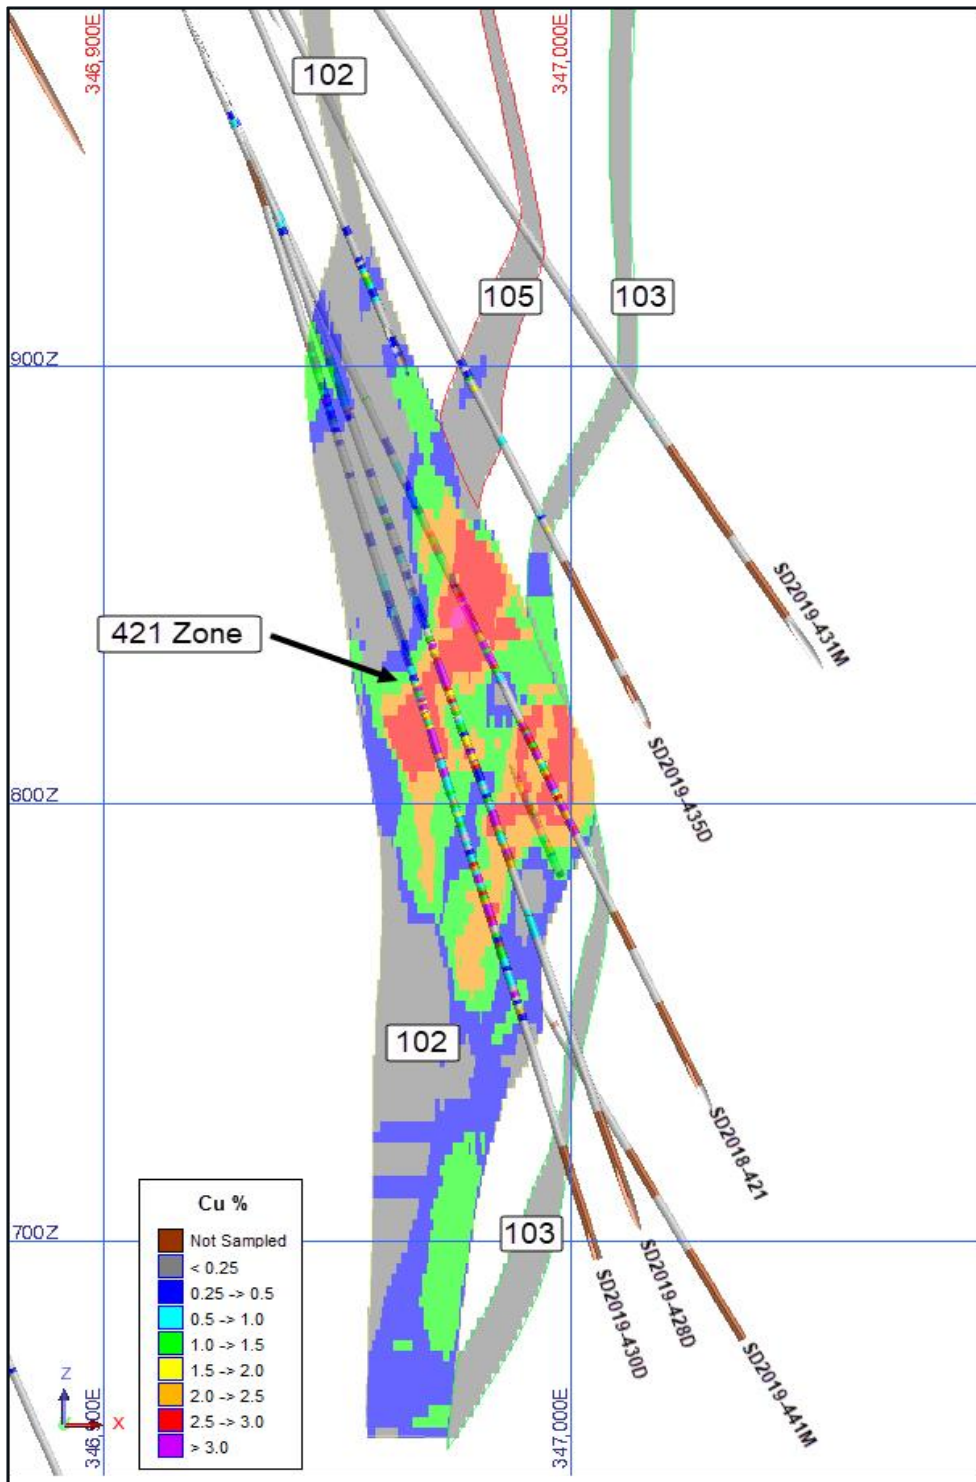 346,900E
347,000E
102
105
103
900Z
SD2019-431M
421 Zone
SD2019-435D
800Z
102
SD2018-421
103
700Z
SD2019-430D
SD2019-428D
SD2019-441M
Cu %
Not Sampled
< 0.25
0.25 -> 0.5
0.5 -> 1.0
1.0 -> 1.5
1.5 -> 2.0
2.0 -> 2.5
2.5 -> 3.0
> 3.0
Z
X
346,900E
347,000E